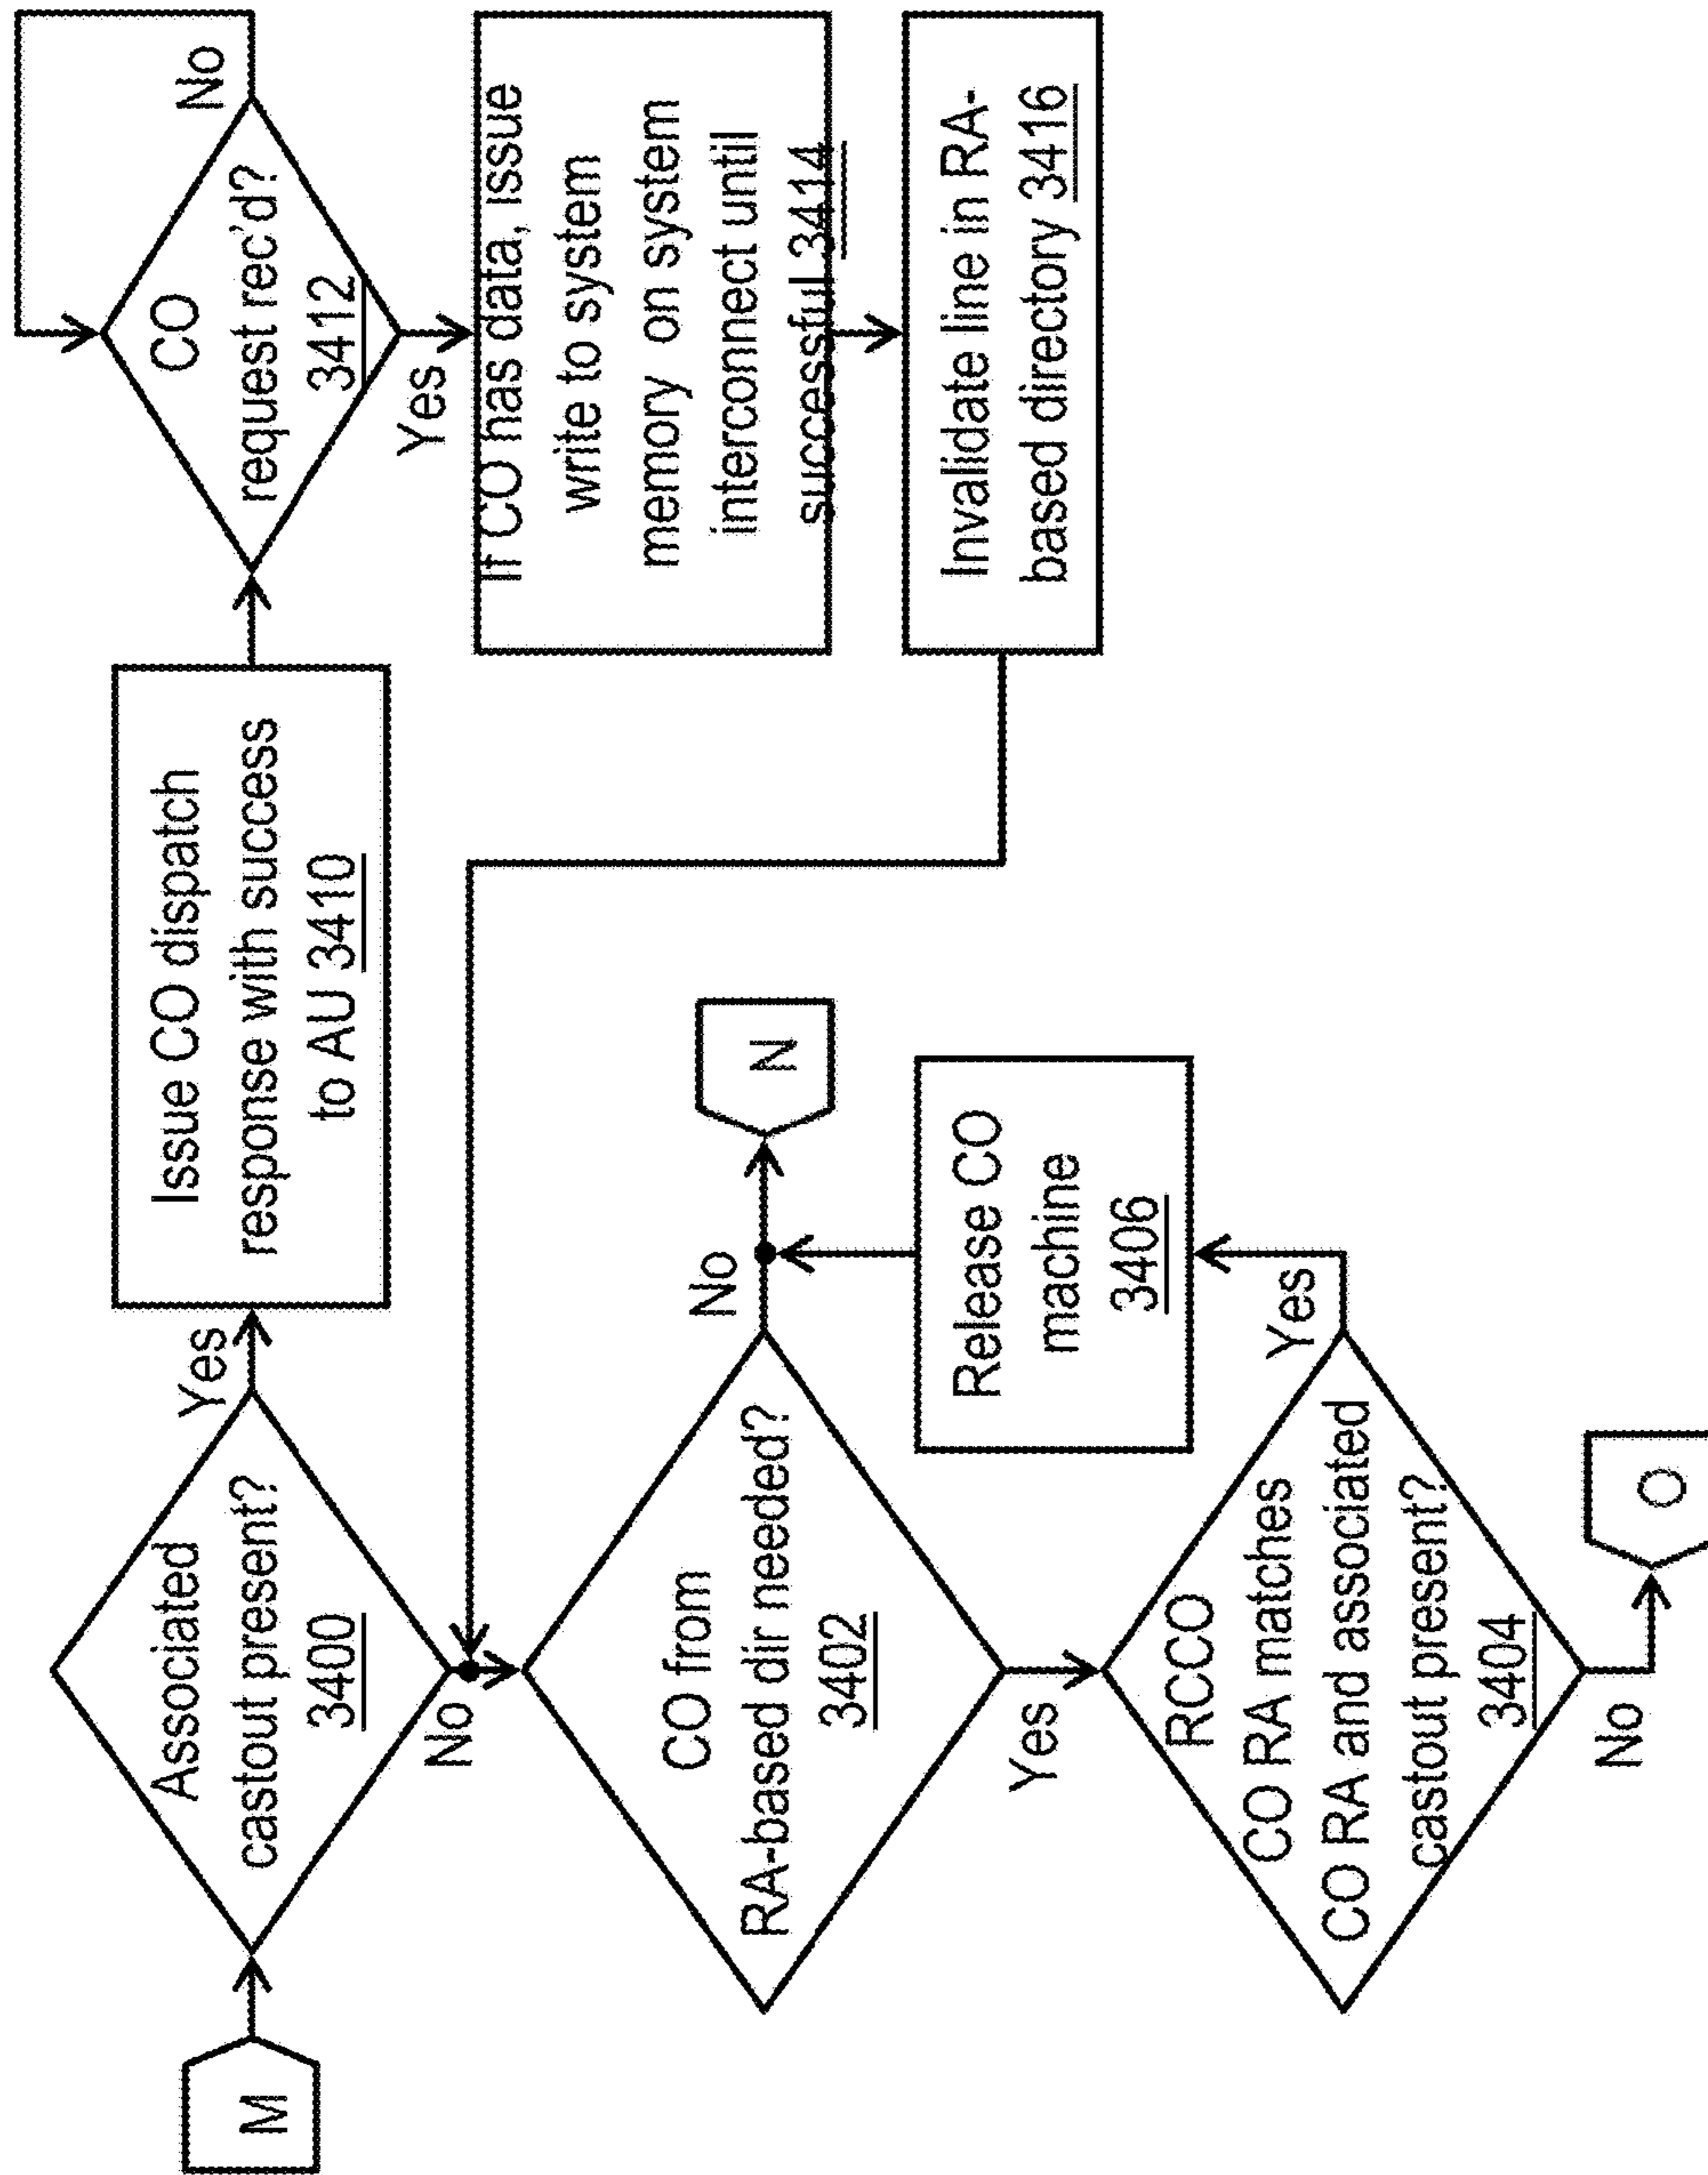 M
Associated
castout present?
3400
Yes
No
Issue CO dispatch
response with success
to AU 3410
CO
request rec'd?
3412
No
Yes
If CO has data, issue
write to system
memory on system
interconnect until
successful 3414
Invalidate line in RA-
based directory 3416
CO from
RA-based dir needed?
3402
No
Yes
N
Release CO
machine
3406
RCCO
CO RA matches
CO RA and associated
castout present?
3404
Yes
No
O